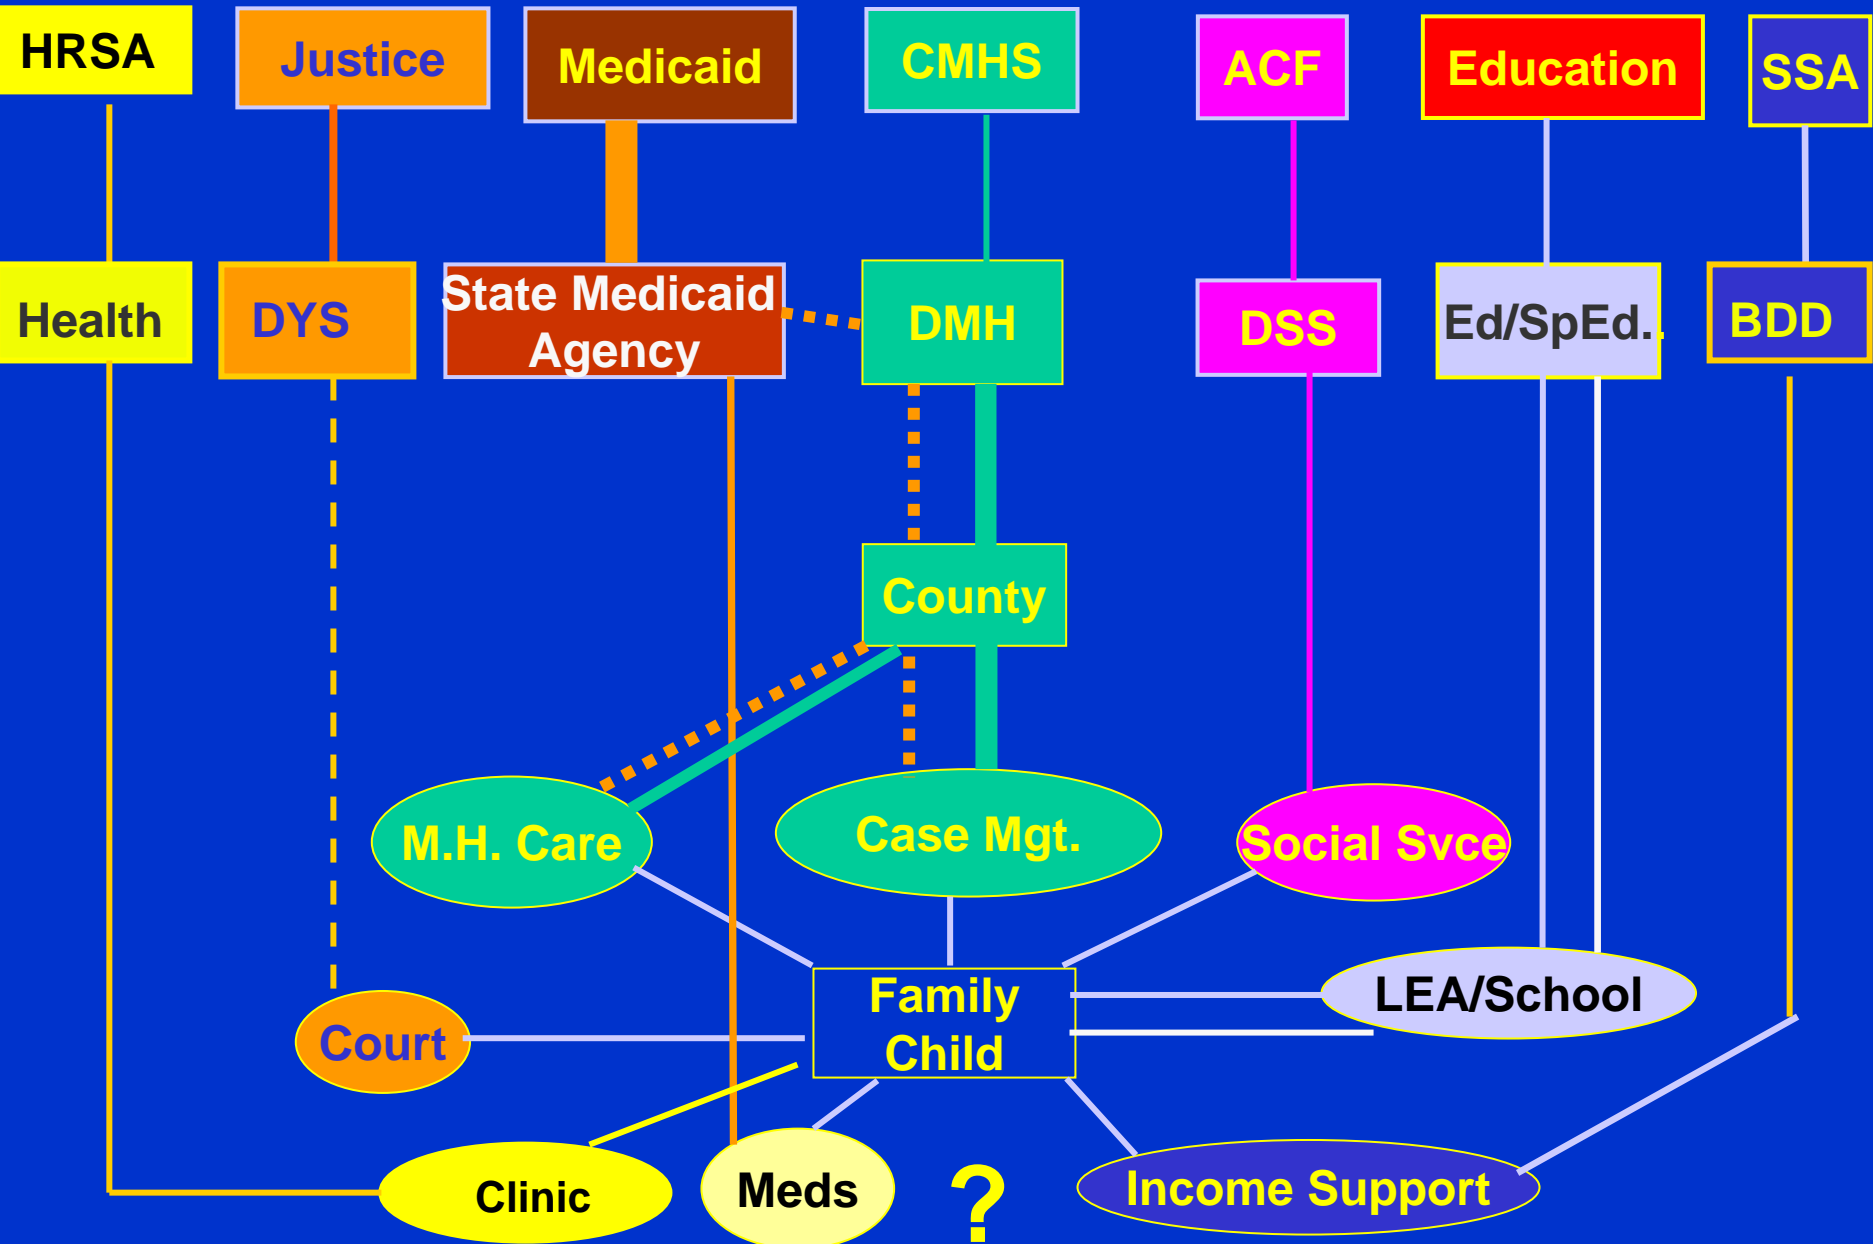 HRSA
Justice
Medicaid
CMHS
ACF
Education
SSA
Health
DYS
State Medicaid
Agency
DMH
DSS
Ed/SpEd..
BDD
County
M.H. Care
Case Mgt.
Social Svce
Family
Child
LEA/School
Court
Clinic
Meds
?
Income Support